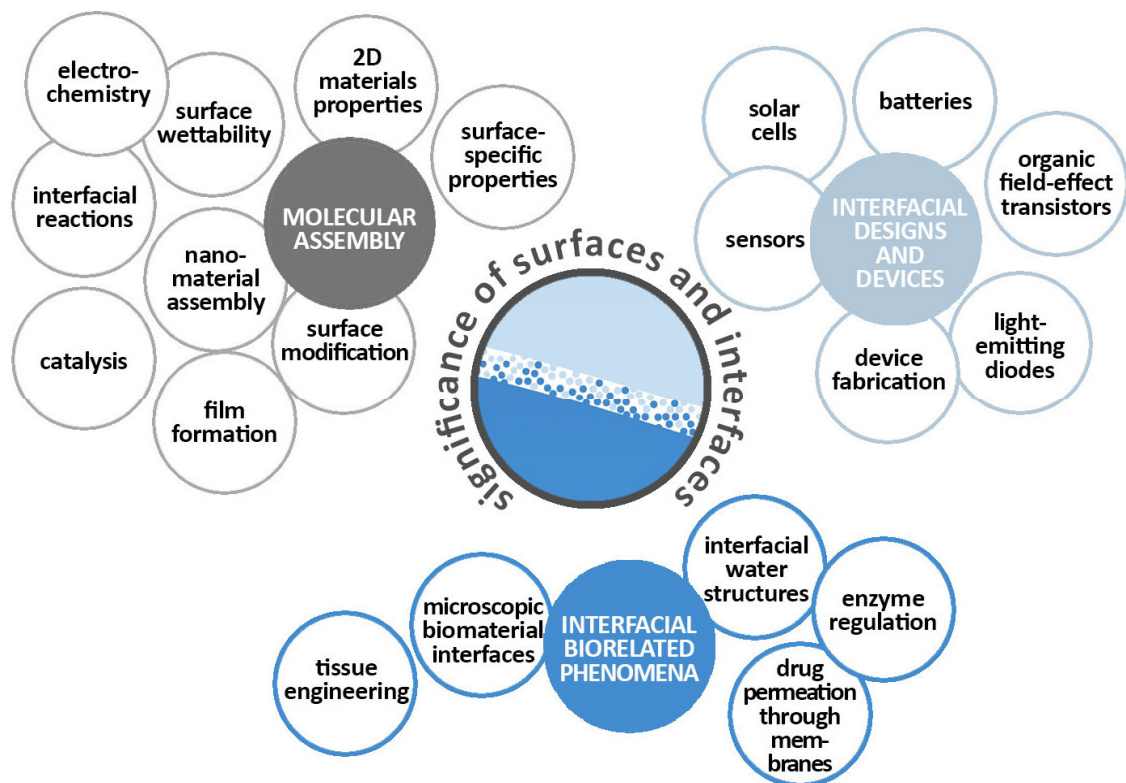 electro-
chemistry
surface
wettability
2D
materials
properties
surface-
specific
properties
interfacial
reactions
MOLECULAR
ASSEMBLY
nano-
material
assembly
surface
modification
catalysis
film
formation
significance of surfaces and interfaces
solar
cells
batteries
organic
field-effect
transistors
sensors
INTERFACIAL
DESIGNS
AND
DEVICES
device
fabrication
light-
emitting
diodes
tissue
engineering
microscopic
biomaterial
interfaces
INTERFACIAL
BIORELATED
PHENOMENA
interfacial
water
structures
enzyme
regulation
drug
permeation
through
mem-
branes